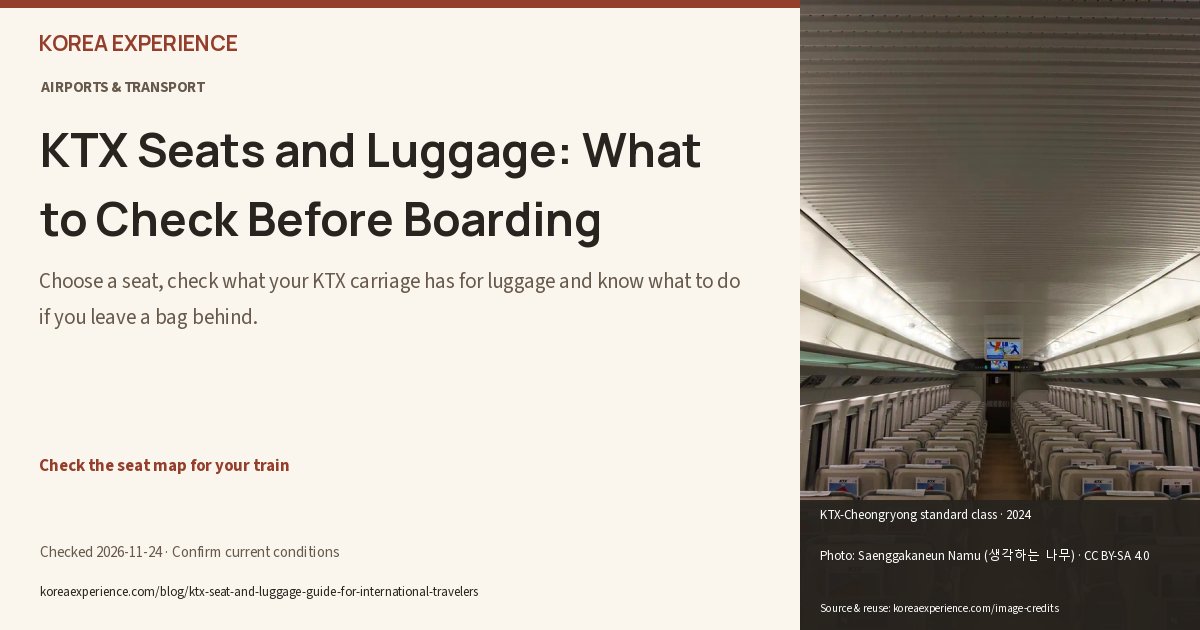 KOREA EXPERIENCE
AIRPORTS & TRANSPORT
KTX Seats and Luggage: What
to Check Before Boarding
Choose a seat, check what your KTX carriage has for luggage and know what to do
if you leave a bag behind.
Check the seat map for your train
Checked 2026-11-24 · Confirm current conditions
koreaexperience.com/blog/ktx-seat-and-luggage-guide-for-international-travelers
KTX-Cheongryong standard class · 2024
Photo: Saenggakaneun Namu (생각하는 나무) · CC BY-SA 4.0
Source & reuse: koreaexperience.com/image-credits